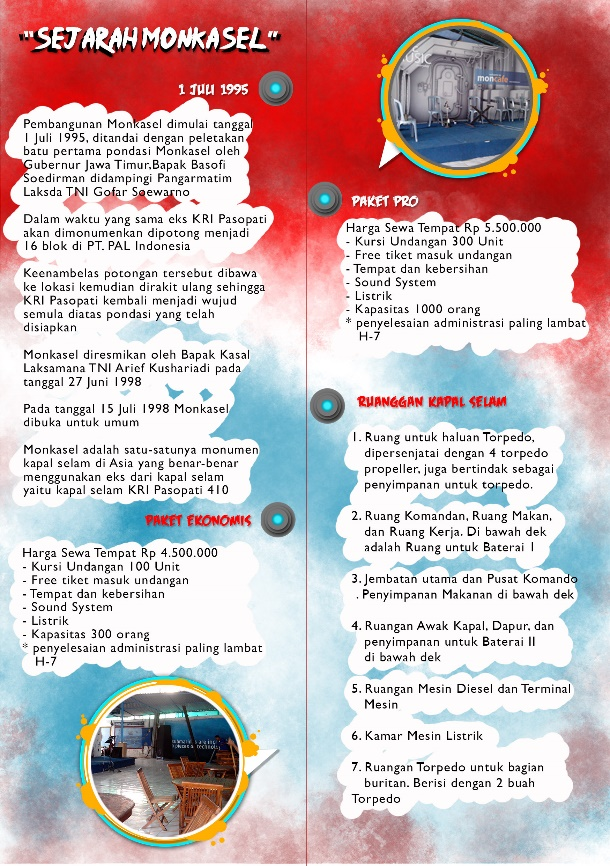 "SEJARAH MONKASEL"
1 JULI 1995
Pembangunan Monkasel dimulai tanggal
1 Juli 1995, ditandai dengan peletakan
batu pertama pondasi Monkasel oleh
Gubernur Jawa Timur,Bapak Basofi
Soedirman didampingi Pangarmatim
Laksda TNI Gofar Soewarno
Dalam waktu yang sama eks KRI Pasopati
akan dimonumenkan dipotong menjadi
16 blok di PT. PAL Indonesia
Keenambelas potongan tersebut dibawa
ke lokasi kemudian dirakit ulang sehingga
KRI Pasopati kembali menjadi wujud
semula diatas pondasi yang telah
disiapkan
Monkasel diresmikan oleh Bapak Kasal
Laksamana TNI Arief Kushariadi pada
tanggal 27 Juni 1998
Pada tanggal 15 Juli 1998 Monkasel
dibuka untuk umum
Monkasel adalah satu-satunya monumen
kapal selam di Asia yang benar-benar
menggunakan eks dari kapal selam
yaitu kapal selam KRI Pasopati 410
PAKET EKONOMIS
Harga Sewa Tempat Rp 4.500.000
- Kursi Undangan 100 Unit
- Free tiket masuk undangan
- Tempat dan kebersihan
- Sound System
- Listrik
- Kapasitas 300 orang
* penyelesaian administrasi paling lambat
H-7
MUSIC
moncafe
PAKET PRO
Harga Sewa Tempat Rp 5.500.000
- Kursi Undangan 300 Unit
- Free tiket masuk undangan
- Tempat dan kebersihan
- Sound System
- Listrik
- Kapasitas 1000 orang
* penyelesaian administrasi paling lambat
H-7
RUANGGAN KAPAL SELAM
1. Ruang untuk haluan Torpedo,
dipersenjatai dengan 4 torpedo
propeller, juga bertindak sebagai
penyimpanan untuk torpedo.
2. Ruang Komandan, Ruang Makan,
dan Ruang Kerja. Di bawah dek
adalah Ruang untuk Baterai 1
3. Jembatan utama dan Pusat Komando
. Penyimpanan Makanan di bawah dek
4. Ruangan Awak Kapal, Dapur, dan
penyimpanan untuk Baterai II
di bawah dek
5. Ruangan Mesin Diesel dan Terminal
Mesin
6. Kamar Mesin Listrik
7. Ruangan Torpedo untuk bagian
buritan. Berisi dengan 2 buah
Torpedo